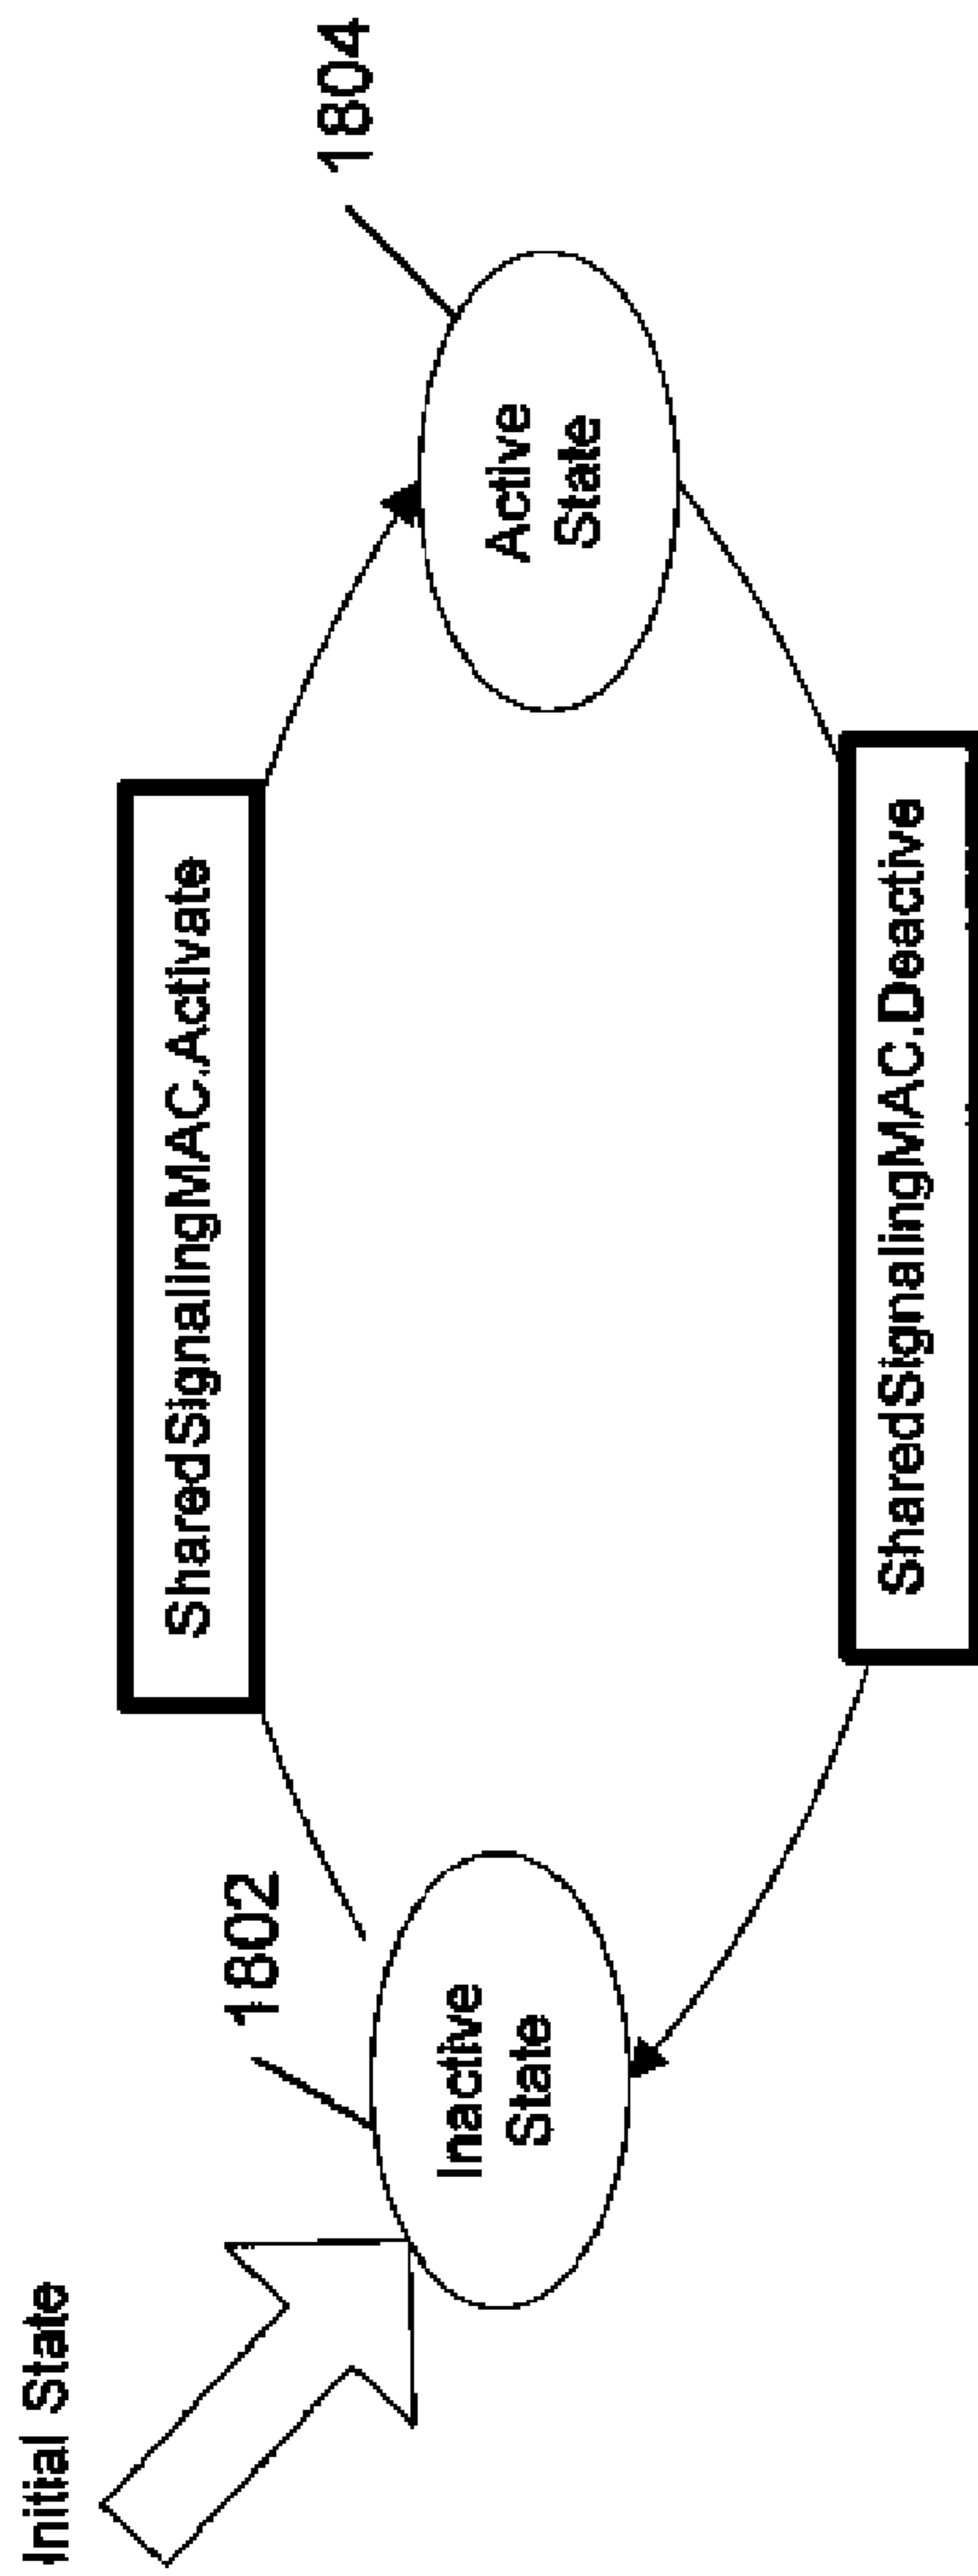 Initial State
1802
Inactive
State
SharedSignalingMAC.Activate
1804
Active
State
SharedSignalingMAC.Deactive